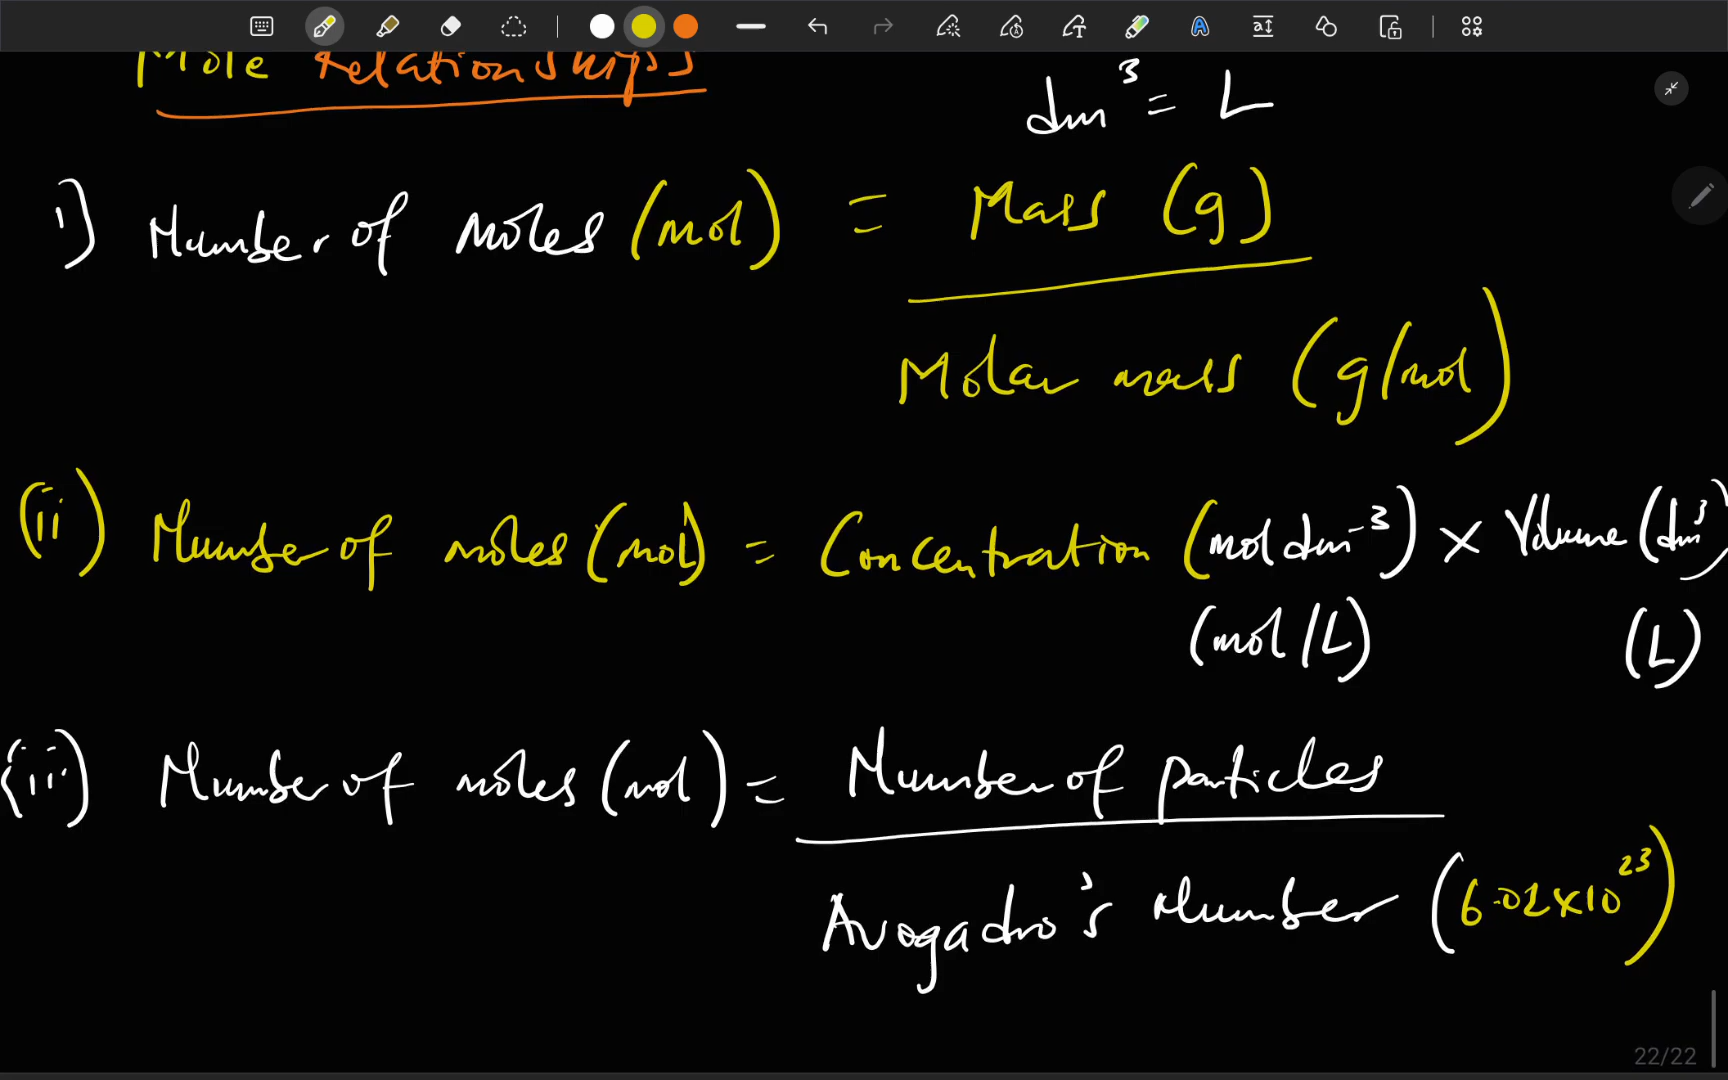 Mole Relationships
dm³ = L
i) Number of moles (mol) = Mass (g)
Molar mass (g/mol)
(ii) Number of moles (mol) = Concentration (mol dm⁻³) × Volume (dm³)
(mol/L) (L)
(iii) Number of moles (mol) = Number of particles
Avogadro's Number (6.02×10²³)
22/22